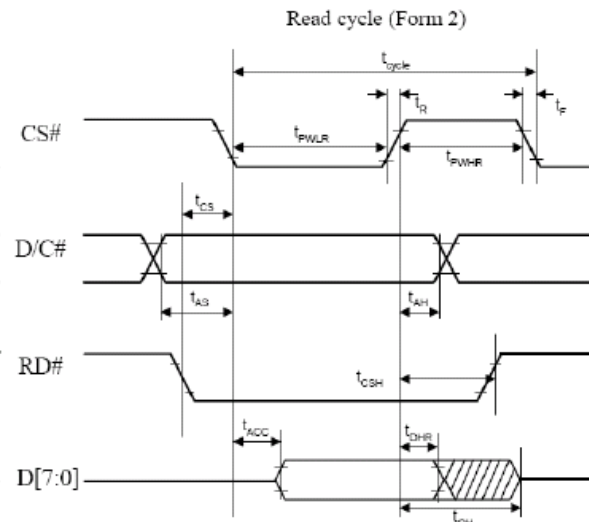 Read cycle (Form 2)
tcycle
tR
tF
CS#
tPWLR
tPWHR
tCS
D/C#
tAS
tAH
RD#
tCSH
tACC
tDHR
D[7:0]